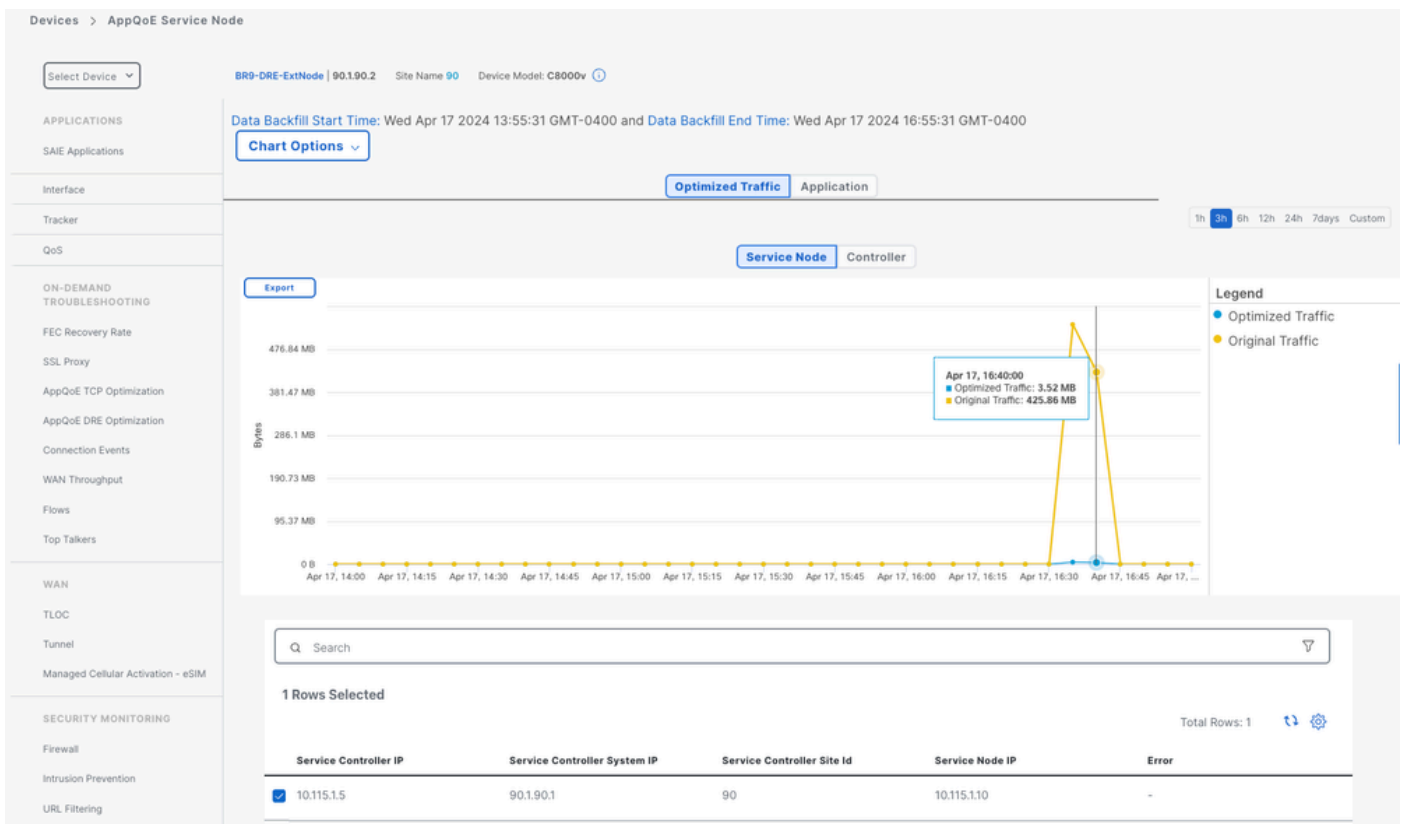 Devices > AppQoE Service Node
Select Device
BR9-DRE-ExtNode | 90.1.90.2 Site Name 90 Device Model: C8000v
APPLICATIONS
SAIE Applications
Interface
Tracker
QoS
ON-DEMAND
TROUBLESHOOTING
FEC Recovery Rate
SSL Proxy
AppQoE TCP Optimization
AppQoE DRE Optimization
Connection Events
WAN Throughput
Flows
Top Talkers
WAN
TLOC
Tunnel
Managed Cellular Activation - eSIM
SECURITY MONITORING
Firewall
Intrusion Prevention
URL Filtering
Data Backfill Start Time: Wed Apr 17 2024 13:55:31 GMT-0400 and Data Backfill End Time: Wed Apr 17 2024 16:55:31 GMT-0400
Chart Options
Optimized Traffic Application
1h 3h 6h 12h 24h 7days Custom
Service Node Controller
Export
Legend
Optimized Traffic
Original Traffic
Bytes
476.84 MB
381.47 MB
286.1 MB
190.73 MB
95.37 MB
0 B
Apr 17, 16:40:00
Optimized Traffic: 3.52 MB
Original Traffic: 425.86 MB
Apr 17, 14:00 Apr 17, 14:15 Apr 17, 14:30 Apr 17, 14:45 Apr 17, 15:00 Apr 17, 15:15 Apr 17, 15:30 Apr 17, 15:45 Apr 17, 16:00 Apr 17, 16:15 Apr 17, 16:30 Apr 17, 16:45 Apr 17, ...
Search
1 Rows Selected
Total Rows: 1
Service Controller IP Service Controller System IP Service Controller Site Id Service Node IP Error
10.115.1.5 90.1.90.1 90 10.115.1.10 -